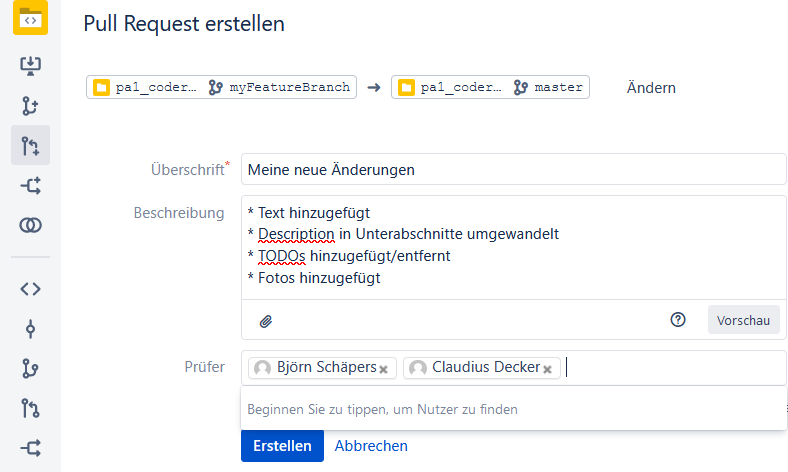 Pull Request erstellen
pa1_coder… myFeatureBranch → pa1_coder… master Ändern
Überschrift* Meine neue Änderungen
Beschreibung * Text hinzugefügt
* Description in Unterabschnitte umgewandelt
* TODOs hinzugefügt/entfernt
* Fotos hinzugefügt
Vorschau
Prüfer Björn Schäpers × Claudius Decker ×
Beginnen Sie zu tippen, um Nutzer zu finden
Erstellen Abbrechen